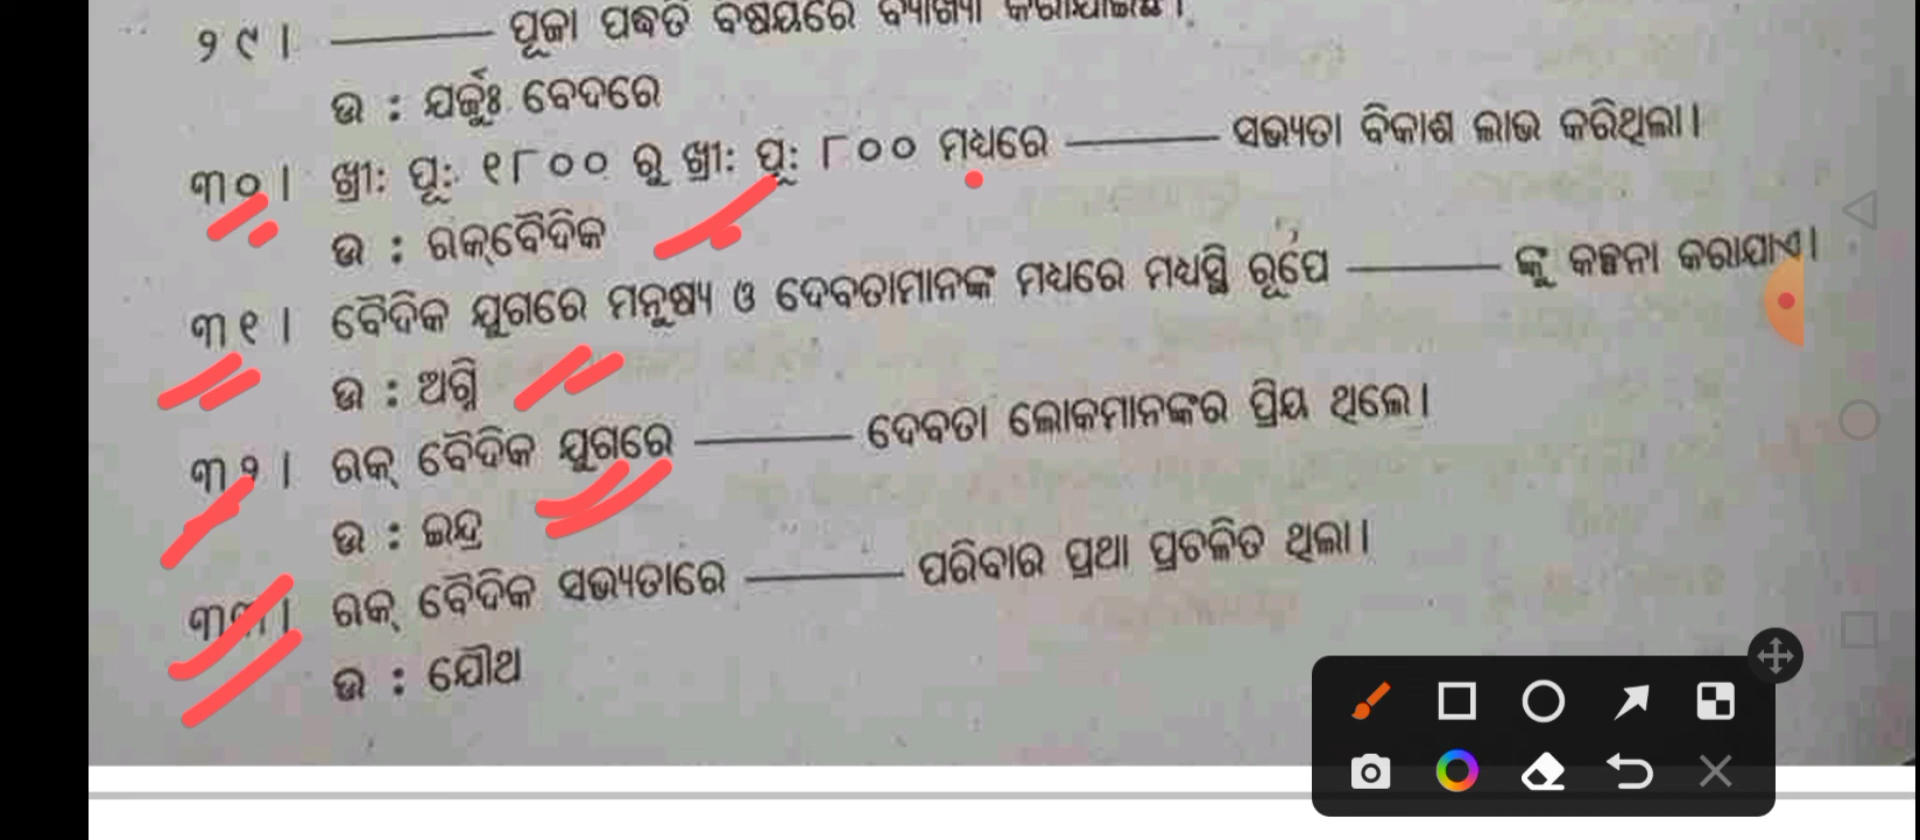 ୨୯। ———— ପୂଜା ପଦ୍ଧତି ବିଷୟରେ ବ୍ୟାଖ୍ୟା କରାଯାଇଛି।
ଉ : ଯର୍ଜୁଃ ବେଦରେ
୩୦। ଖ୍ରୀ: ପୂ: ୧୮୦୦ ରୁ ଖ୍ରୀ: ପୂ: ୮୦୦ ମଧ୍ୟରେ ———— ସଭ୍ୟତା ବିକାଶ ଲାଭ କରିଥିଲା।
ଉ : ଋକ୍‌ବୈଦିକ
୩୧। ବୈଦିକ ଯୁଗରେ ମନୁଷ୍ୟ ଓ ଦେବତାମାନଙ୍କ ମଧ୍ୟରେ ମଧ୍ୟସ୍ଥି ରୂପେ ———— ଙ୍କୁ କଳ୍ପନା କରାଯାଏ।
ଉ : ଅଗ୍ନି
୩୨। ଋକ୍ ବୈଦିକ ଯୁଗରେ ———— ଦେବତା ଲୋକମାନଙ୍କର ପ୍ରିୟ ଥିଲେ।
ଉ : ଇନ୍ଦ୍ର
୩୩। ଋକ୍ ବୈଦିକ ସଭ୍ୟତାରେ ———— ପରିବାର ପ୍ରଥା ପ୍ରଚଳିତ ଥିଲା।
ଉ : ଯୌଥ